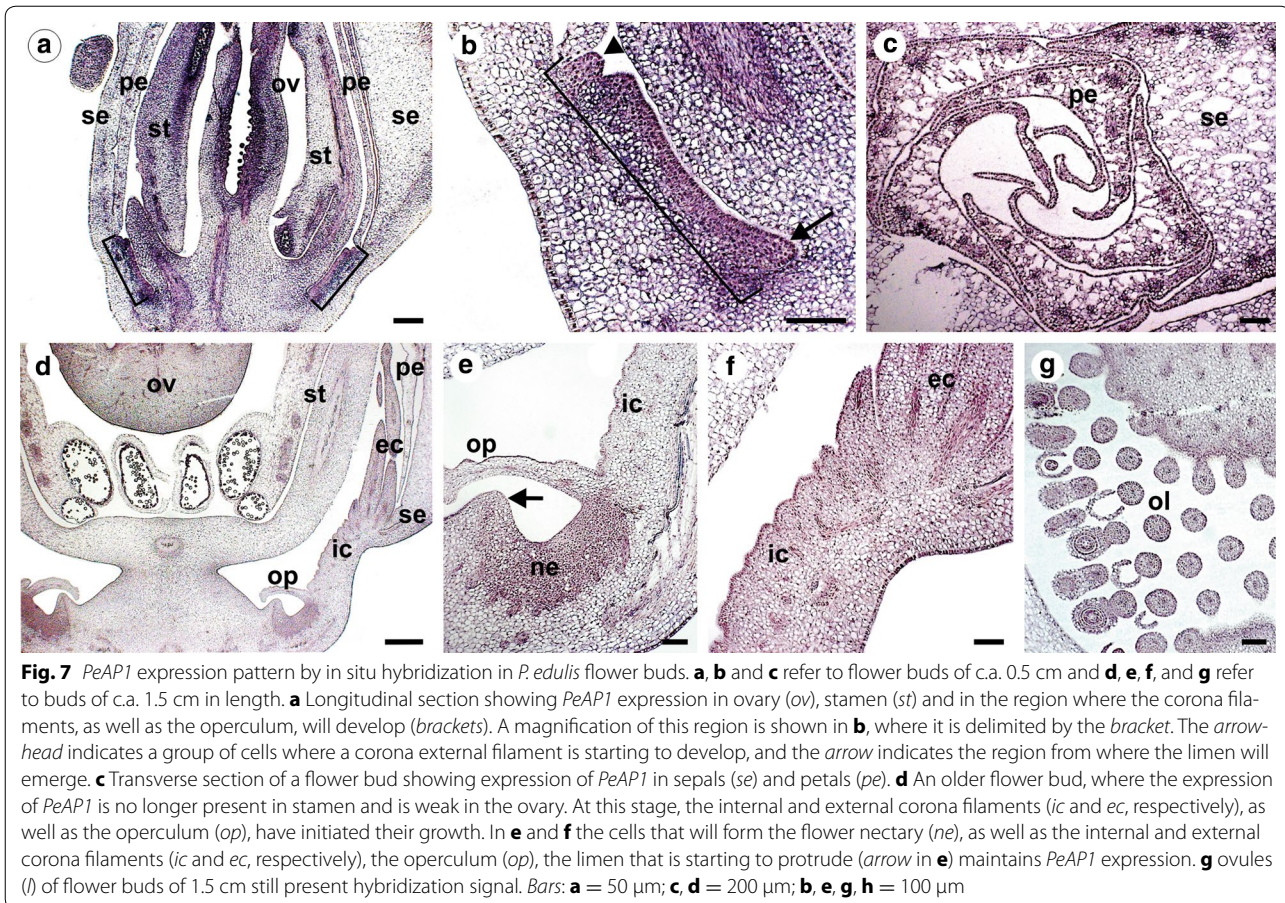 a
pe
ov
pe
se
st
st
se
b
c
pe
se
d
ov
st
pe
ec
se
ic
op
e
ic
op
ne
f
ec
ic
g
ol
Fig. 7 PeAP1 expression pattern by in situ hybridization in P. edulis flower buds. a, b and c refer to flower buds of c.a. 0.5 cm and d, e, f, and g refer
to buds of c.a. 1.5 cm in length. a Longitudinal section showing PeAP1 expression in ovary (ov), stamen (st) and in the region where the corona fila-
ments, as well as the operculum, will develop (brackets). A magnification of this region is shown in b, where it is delimited by the bracket. The arrow-
head indicates a group of cells where a corona external filament is starting to develop, and the arrow indicates the region from where the limen will
emerge. c Transverse section of a flower bud showing expression of PeAP1 in sepals (se) and petals (pe). d An older flower bud, where the expression
of PeAP1 is no longer present in stamen and is weak in the ovary. At this stage, the internal and external corona filaments (ic and ec, respectively), as
well as the operculum (op), have initiated their growth. In e and f the cells that will form the flower nectary (ne), as well as the internal and external
corona filaments (ic and ec, respectively), the operculum (op), the limen that is starting to protrude (arrow in e) maintains PeAP1 expression. g ovules
(l) of flower buds of 1.5 cm still present hybridization signal. Bars: a = 50 µm; c, d = 200 µm; b, e, g, h = 100 µm